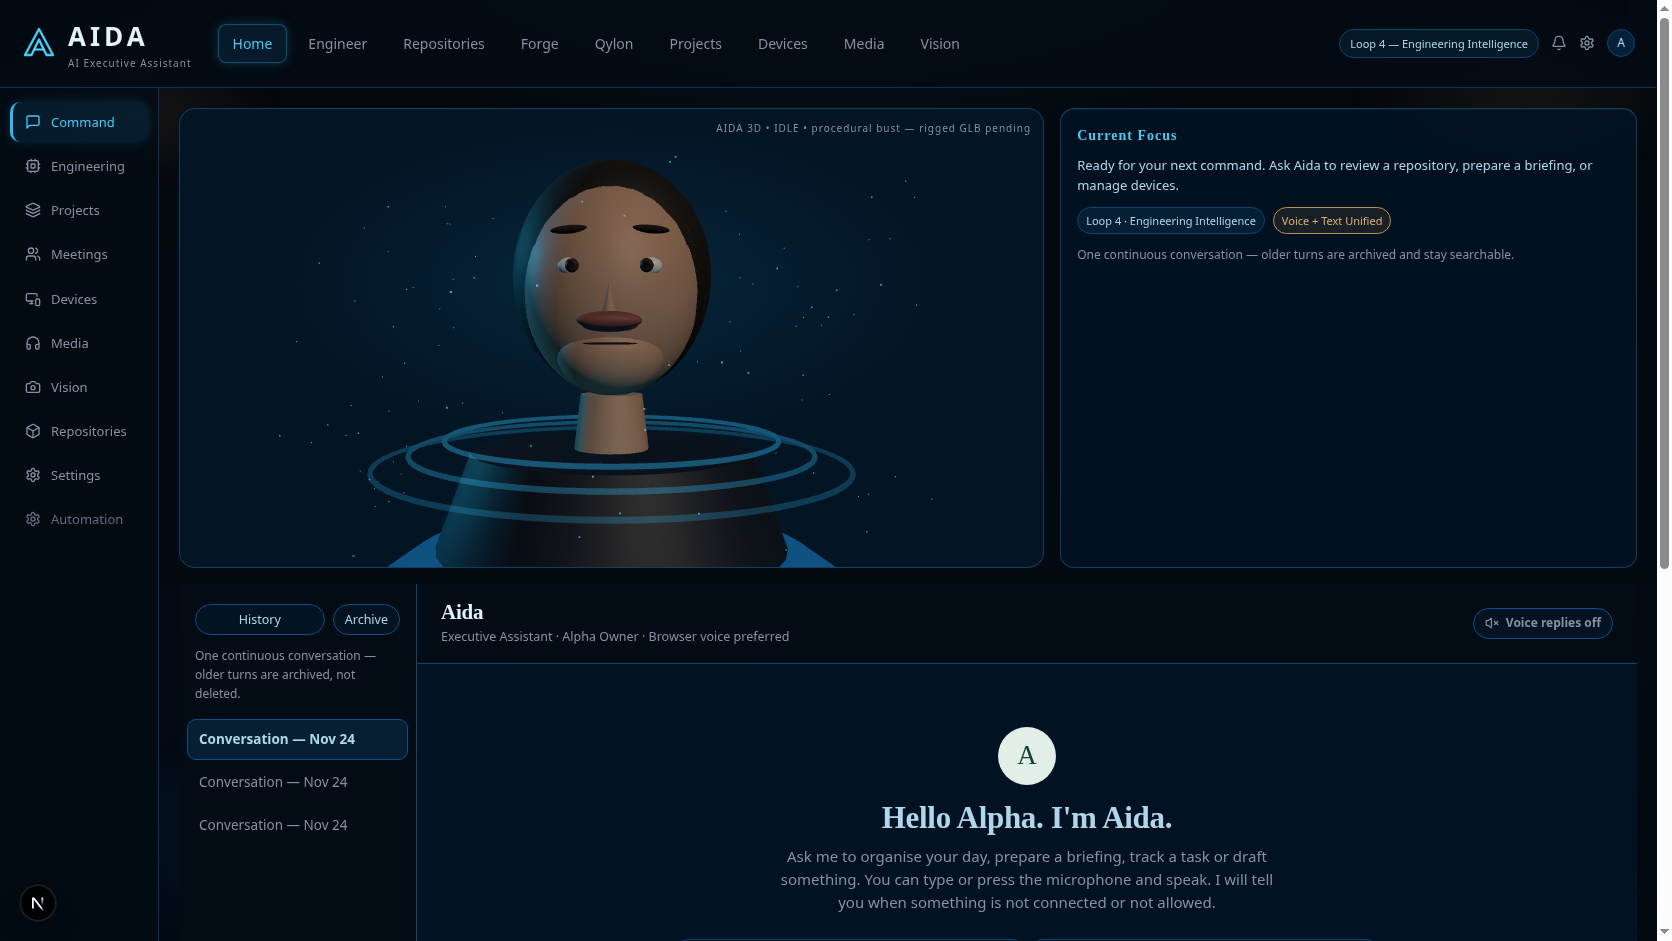 AIDA
AI Executive Assistant
Home
Engineer
Repositories
Forge
Qylon
Projects
Devices
Media
Vision
Loop 4 — Engineering Intelligence
A
Command
Engineering
Projects
Meetings
Devices
Media
Vision
Repositories
Settings
Automation
AIDA 3D • IDLE • procedural bust — rigged GLB pending
Current Focus
Ready for your next command. Ask Aida to review a repository, prepare a briefing, or
manage devices.
Loop 4 · Engineering Intelligence
Voice + Text Unified
One continuous conversation — older turns are archived and stay searchable.
History
Archive
One continuous conversation —
older turns are archived, not
deleted.
Conversation — Nov 24
Conversation — Nov 24
Conversation — Nov 24
Aida
Executive Assistant · Alpha Owner · Browser voice preferred
Voice replies off
A
Hello Alpha. I'm Aida.
Ask me to organise your day, prepare a briefing, track a task or draft
something. You can type or press the microphone and speak. I will tell
you when something is not connected or not allowed.
N